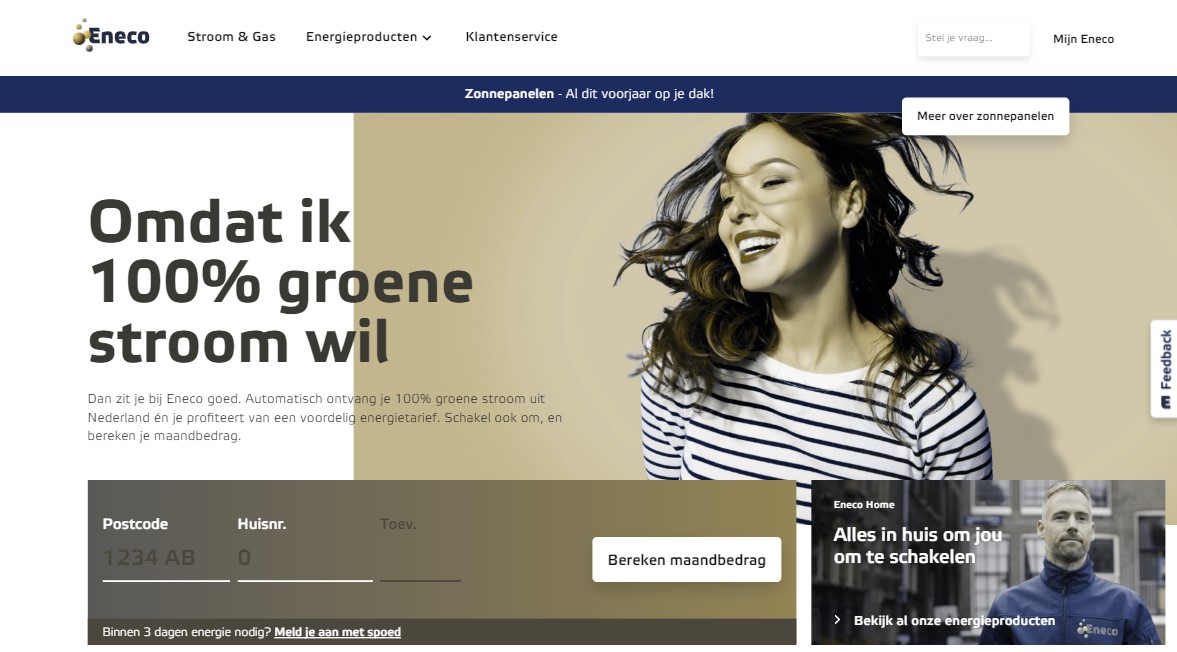 Eneco
Stroom & Gas
Energieproducten
Klantenservice
Stel je vraag...
Mijn Eneco
Zonnepanelen - Al dit voorjaar op je dak!
Meer over zonnepanelen
Omdat ik
100% groene
stroom wil
Dan zit je bij Eneco goed. Automatisch ontvang je 100% groene stroom uit
Nederland én je profiteert van een voordelig energietarief. Schakel ook om, en
bereken je maandbedrag.
Feedback
Postcode
Huisnr.
Toev.
1234 AB
0
Bereken maandbedrag
Binnen 3 dagen energie nodig? Meld je aan met spoed
Eneco Home
Alles in huis om jou
om te schakelen
Bekijk al onze energieproducten
Eneco